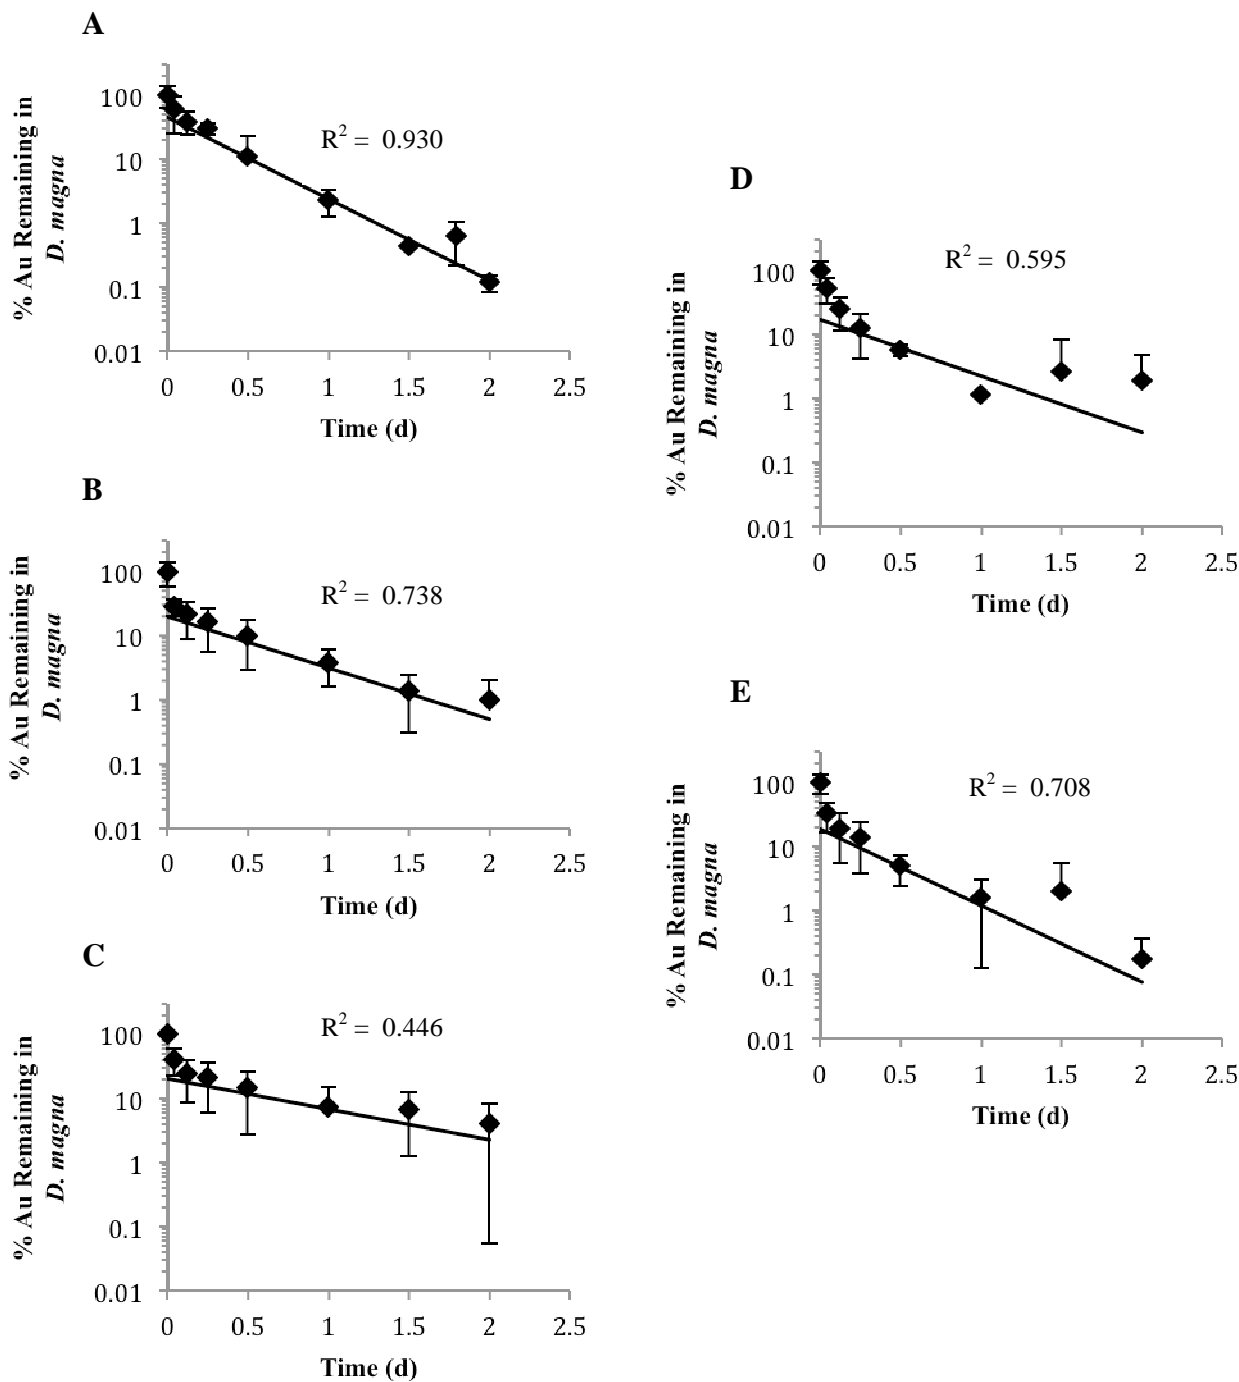 A
% Au Remaining in
D. magna
100
10
1
0.1
0.01
R² = 0.930
0 0.5 1 1.5 2 2.5
Time (d)
B
% Au Remaining in
D. magna
100
10
1
0.1
0.01
R² = 0.738
0 0.5 1 1.5 2 2.5
Time (d)
C
% Au Remaining in
D. magna
100
10
1
0.1
0.01
R² = 0.446
0 0.5 1 1.5 2 2.5
Time (d)
D
% Au Remaining in
D. magna
100
10
1
0.1
0.01
R² = 0.595
0 0.5 1 1.5 2 2.5
Time (d)
E
% Au Remaining in
D. magna
100
10
1
0.1
0.01
R² = 0.708
0 0.5 1 1.5 2 2.5
Time (d)